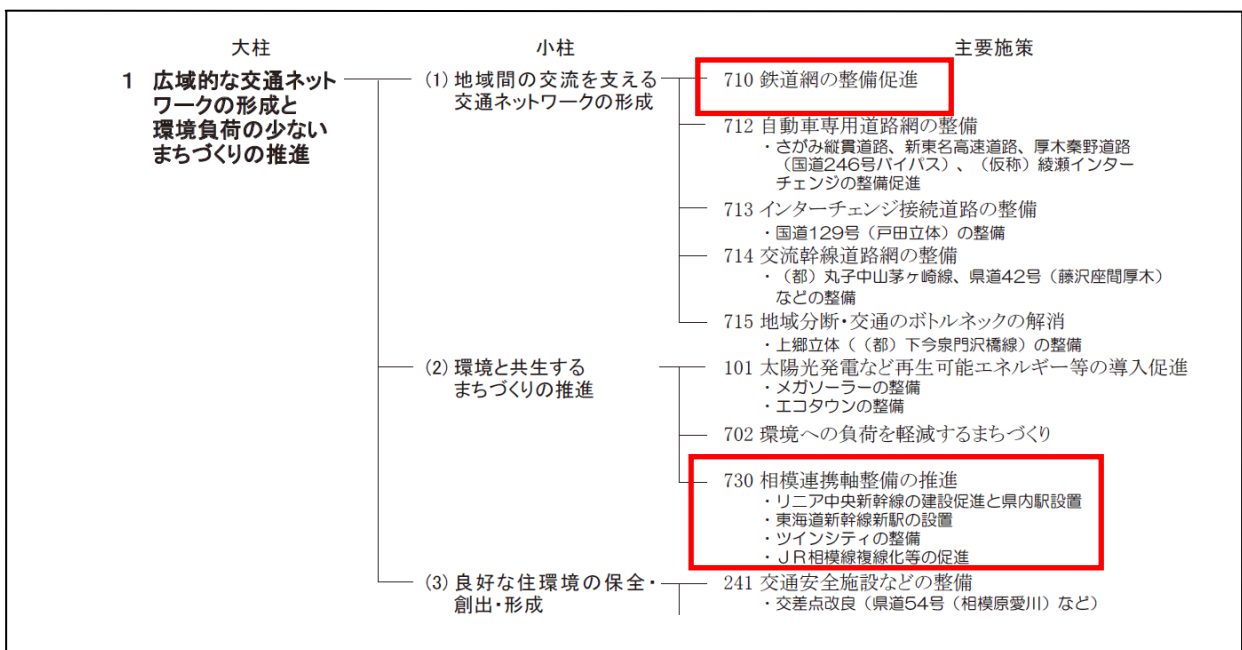 大柱 小柱 主要施策
1 広域的な交通ネット
ワークの形成と
環境負荷の少ない
まちづくりの推進
(1) 地域間の交流を支える
交通ネットワークの形成
710 鉄道網の整備促進
712 自動車専用道路網の整備
・さがみ縦貫道路、新東名高速道路、厚木秦野道路
（国道246号バイパス）、（仮称）綾瀬インター
チェンジの整備促進
713 インターチェンジ接続道路の整備
・国道129号（戸田立体）の整備
714 交流幹線道路網の整備
・（都）丸子中山茅ヶ崎線、県道42号（藤沢座間厚木）
などの整備
715 地域分断・交通のボトルネックの解消
・上郷立体（（都）下今泉門沢橋線）の整備
(2) 環境と共生する
まちづくりの推進
101 太陽光発電など再生可能エネルギー等の導入促進
・メガソーラーの整備
・エコタウンの整備
702 環境への負荷を軽減するまちづくり
730 相模連携軸整備の推進
・リニア中央新幹線の建設促進と県内駅設置
・東海道新幹線新駅の設置
・ツインシティの整備
・ＪＲ相模線複線化等の促進
(3) 良好な住環境の保全・
創出・形成
241 交通安全施設などの整備
・交差点改良（県道54号（相模原愛川）など）